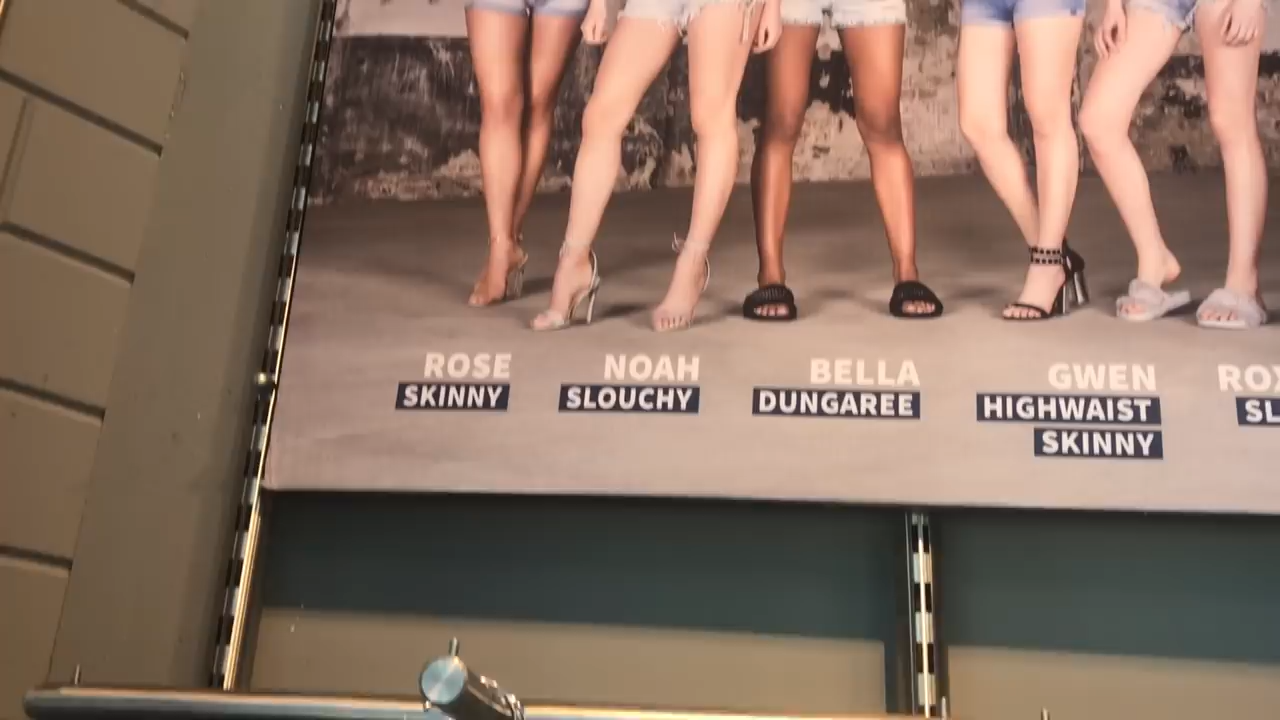 ROSE
SKINNY
NOAH
SLOUCHY
BELLA
DUNGAREE
GWEN
HIGHWAIST
SKINNY